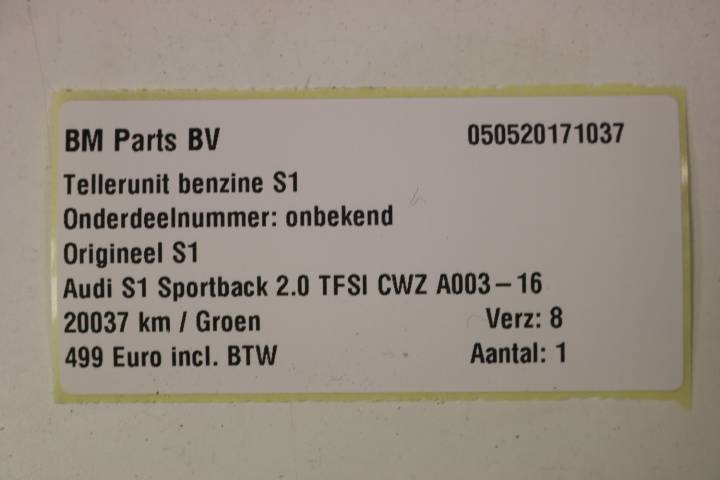 BM Parts BV 050520171037
Tellerunit benzine S1
Onderdeelnummer: onbekend
Origineel S1
Audi S1 Sportback 2.0 TFSI CWZ A003-16
20037 km / Groen Verz: 8
499 Euro incl. BTW Aantal: 1